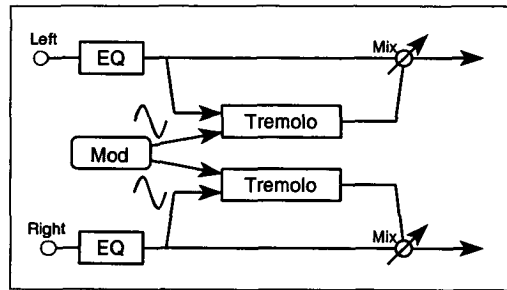 Left
EQ
Mix
Tremolo
Mod
Tremolo
Right
EQ
Mix